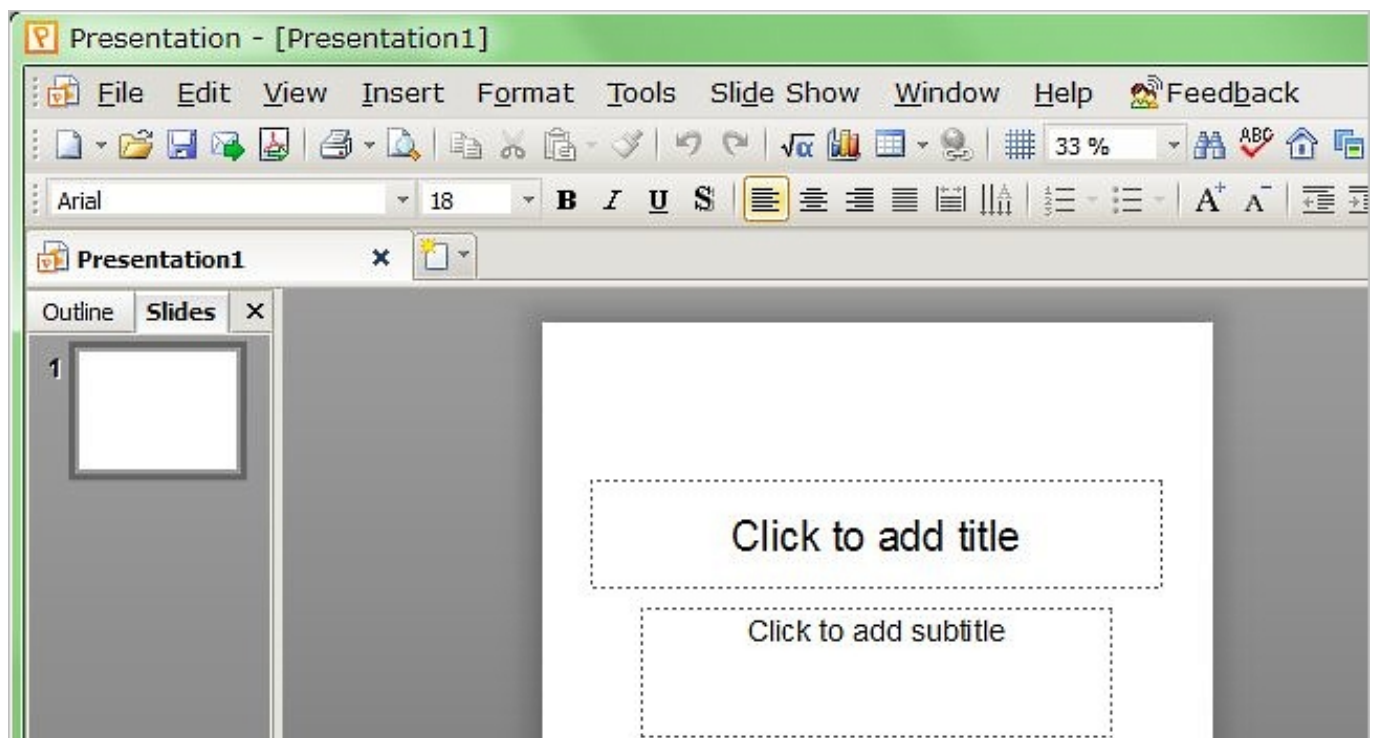 Presentation - [Presentation1]
File Edit View Insert Format Tools Slide Show Window Help Feedback
√α 33 % ABC
Arial 18 B I U S A+ A-
Presentation1
Outline Slides
1
Click to add title
Click to add subtitle